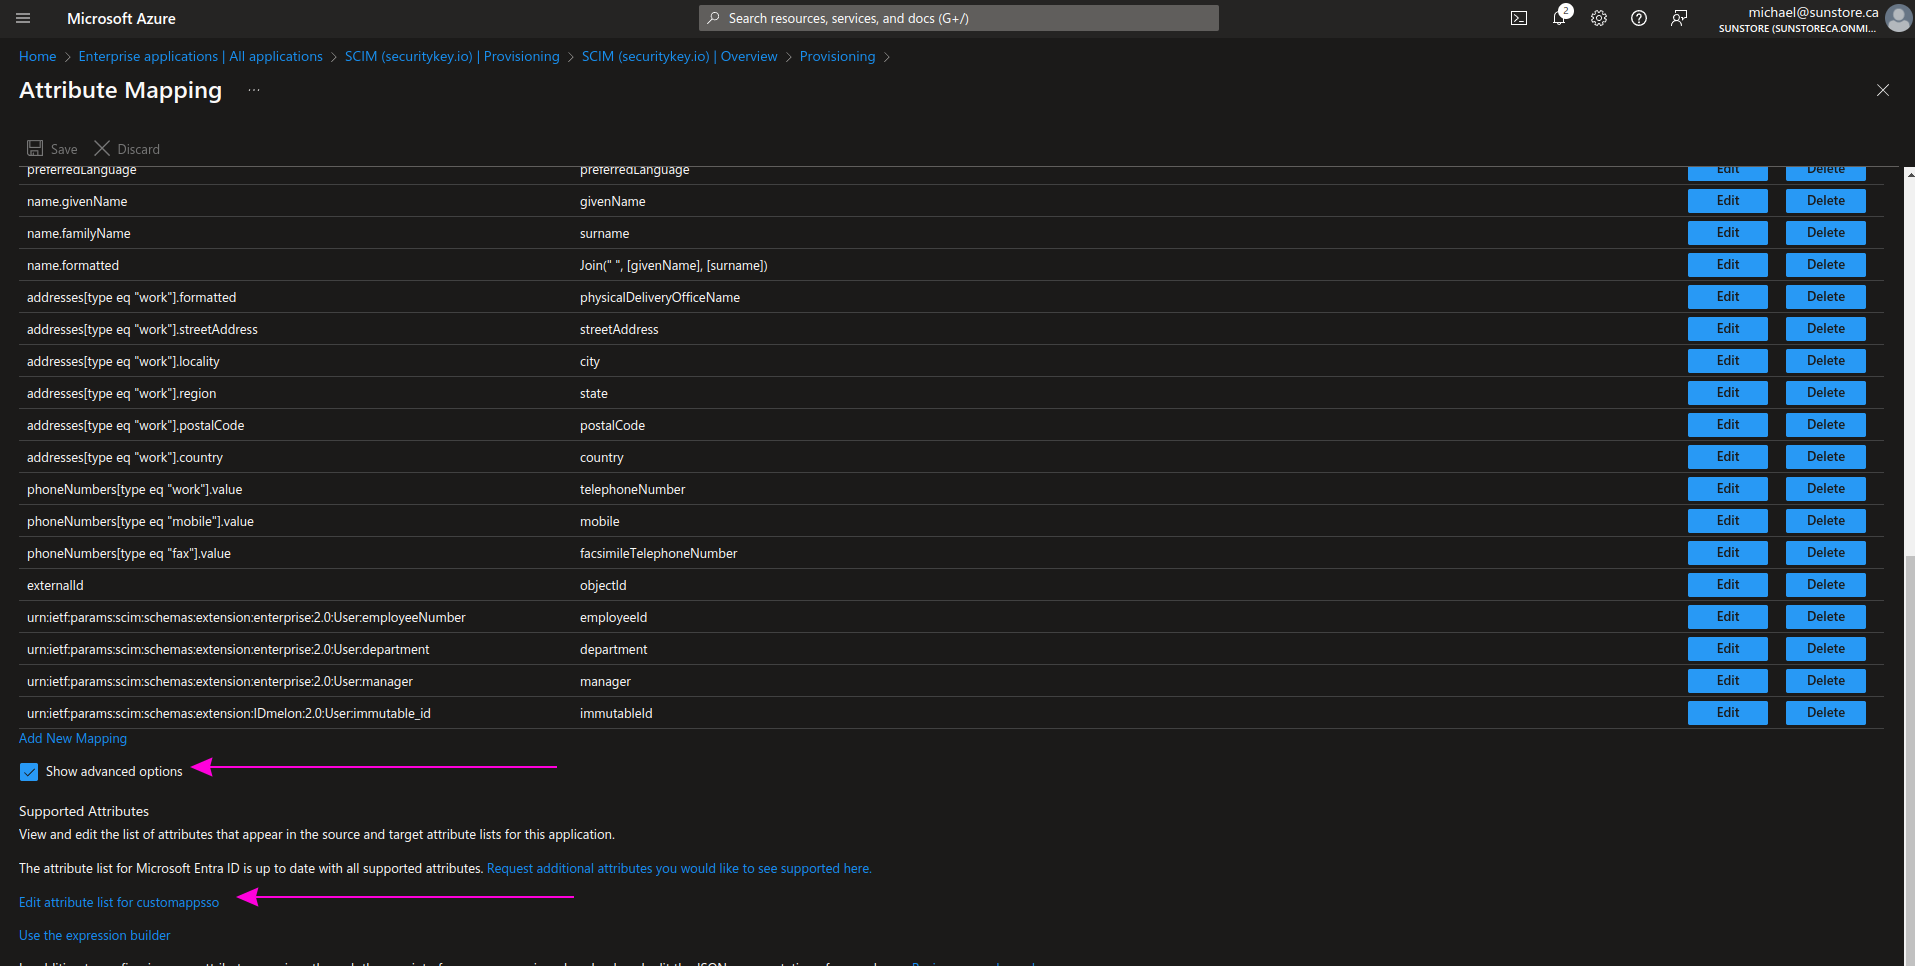 Microsoft Azure
Search resources, services, and docs (G+/)
2
michael@sunstore.ca
SUNSTORE (SUNSTORECA.ONMI...
Home > Enterprise applications | All applications > SCIM (securitykey.io) | Provisioning > SCIM (securitykey.io) | Overview > Provisioning >
Attribute Mapping ...
Save Discard
preferredLanguage preferredLanguage Edit Delete
name.givenName givenName Edit Delete
name.familyName surname Edit Delete
name.formatted Join(" ", [givenName], [surname]) Edit Delete
addresses[type eq "work"].formatted physicalDeliveryOfficeName Edit Delete
addresses[type eq "work"].streetAddress streetAddress Edit Delete
addresses[type eq "work"].locality city Edit Delete
addresses[type eq "work"].region state Edit Delete
addresses[type eq "work"].postalCode postalCode Edit Delete
addresses[type eq "work"].country country Edit Delete
phoneNumbers[type eq "work"].value telephoneNumber Edit Delete
phoneNumbers[type eq "mobile"].value mobile Edit Delete
phoneNumbers[type eq "fax"].value facsimileTelephoneNumber Edit Delete
externalId objectId Edit Delete
urn:ietf:params:scim:schemas:extension:enterprise:2.0:User:employeeNumber employeeId Edit Delete
urn:ietf:params:scim:schemas:extension:enterprise:2.0:User:department department Edit Delete
urn:ietf:params:scim:schemas:extension:enterprise:2.0:User:manager manager Edit Delete
urn:ietf:params:scim:schemas:extension:IDmelon:2.0:User:immutable_id immutableId Edit Delete
Add New Mapping
Show advanced options
Supported Attributes
View and edit the list of attributes that appear in the source and target attribute lists for this application.
The attribute list for Microsoft Entra ID is up to date with all supported attributes. Request additional attributes you would like to see supported here.
Edit attribute list for customappsso
Use the expression builder